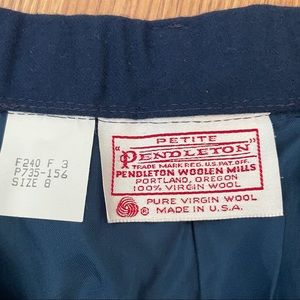 F240 F 3
P735-156
SIZE 8
PETITE
"PENDLETON"
TRADE MARK REG. U.S. PAT. OFF.
PENDLETON WOOLEN MILLS
PORTLAND, OREGON
100% VIRGIN WOOL
PURE VIRGIN WOOL
MADE IN U.S.A.